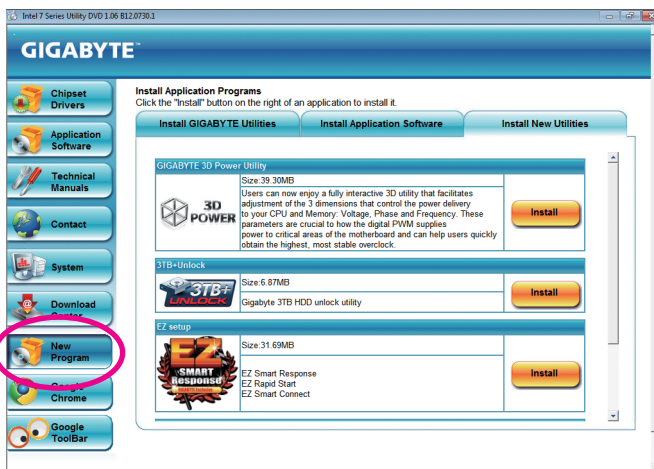 Intel 7 Series Utility DVD 1.06 B12.0730.1
GIGABYTE™
Chipset
Drivers
Application
Software
Technical
Manuals
Contact
System
Download
Center
New
Program
Google
Chrome
Google
ToolBar
Install Application Programs
Click the "Install" button on the right of an application to install it.
Install GIGABYTE Utilities
Install Application Software
Install New Utilities
GIGABYTE 3D Power Utility
3D
POWER
Size:39.30MB
Users can now enjoy a fully interactive 3D utility that facilitates
adjustment of the 3 dimensions that control the power delivery
to your CPU and Memory: Voltage, Phase and Frequency. These
parameters are crucial to how the digital PWM supplies
power to critical areas of the motherboard and can help users quickly
obtain the highest, most stable overclock.
Install
3TB+Unlock
3TB+
UNLOCK
Size:6.87MB
Gigabyte 3TB HDD unlock utility
Install
EZ setup
EZ
SMART
Response
Size:31.69MB
EZ Smart Response
EZ Rapid Start
EZ Smart Connect
Install